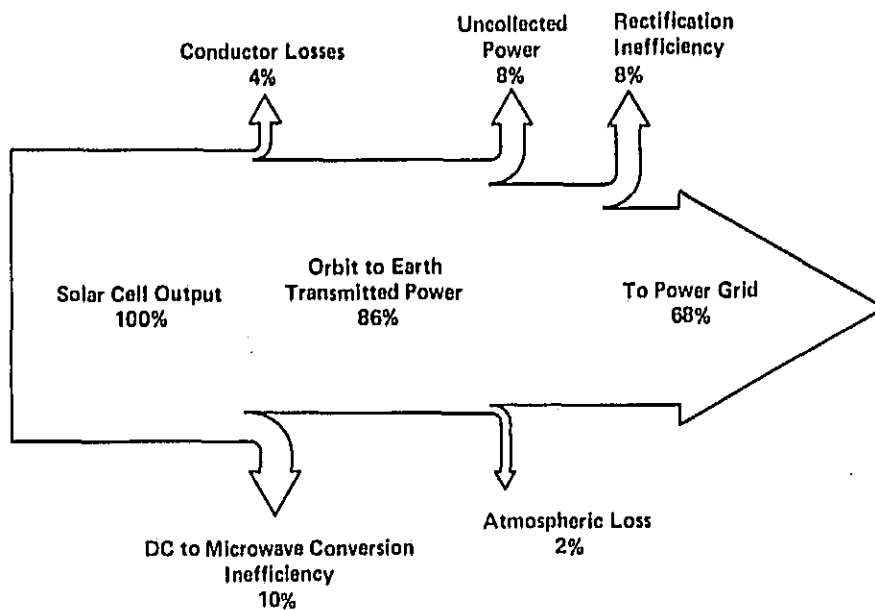 Conductor Losses
4%
Uncollected
Power
8%
Rectification
Inefficiency
8%
Solar Cell Output
100%
Orbit to Earth
Transmitted Power
86%
To Power Grid
68%
DC to Microwave Conversion
Inefficiency
10%
Atmospheric Loss
2%